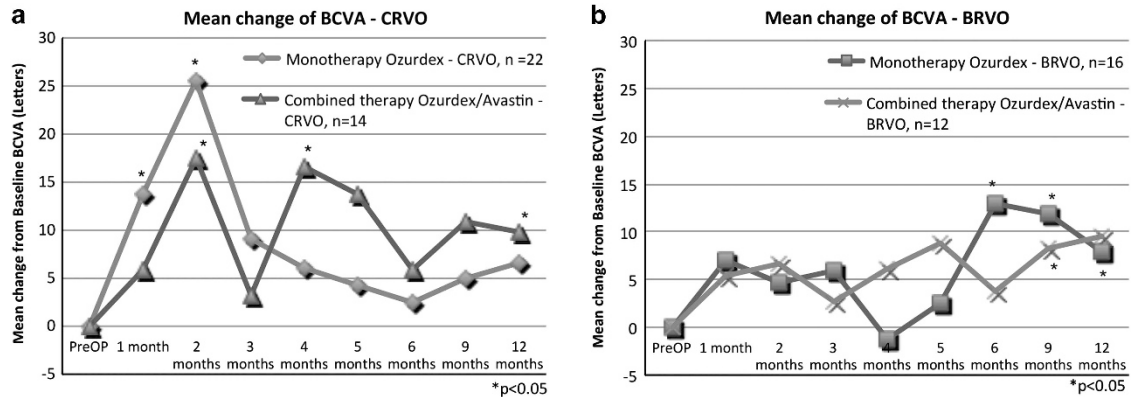 a
Mean change of BCVA - CRVO
Mean change from Baseline BCVA (Letters)
30
25
20
15
10
5
0
-5
Monotherapy Ozurdex - CRVO, n =22
Combined therapy Ozurdex/Avastin -
CRVO, n=14
*
*
*
*
*
PreOP 1 month 2 3 4 5 6 9 12
months months months months months months months
*p<0.05
b
Mean change of BCVA - BRVO
Mean change from Baseline BCVA (Letters)
30
25
20
15
10
5
0
-5
Monotherapy Ozurdex - BRVO, n=16
Combined therapy Ozurdex/Avastin -
BRVO, n=12
*
*
*
*
PreOP 1 month 2 3 4 5 6 9 12
months months months months months months months
*p<0.05